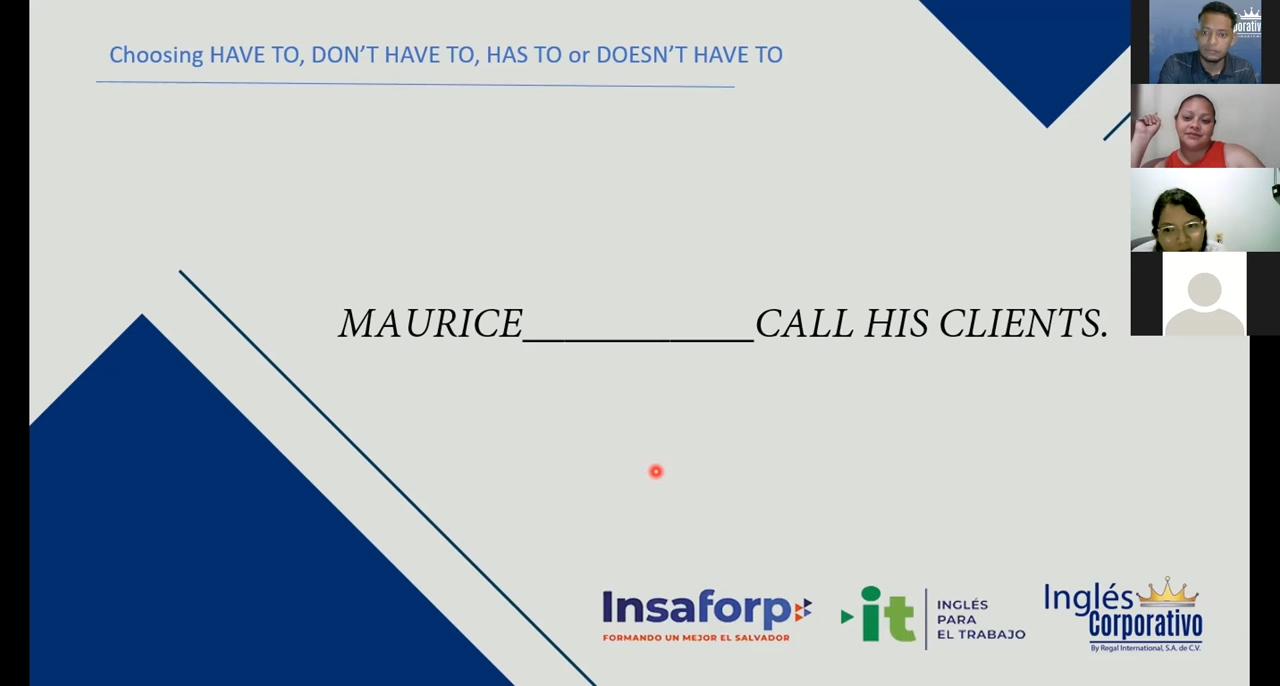 Choosing HAVE TO, DON’T HAVE TO, HAS TO or DOESN’T HAVE TO
MAURICE___________CALL HIS CLIENTS.
Insaforp
FORMANDO UN MEJOR EL SALVADOR
it
INGLÉS
PARA
EL TRABAJO
Inglés
Corporativo
By Regal International, S.A. de C.V.